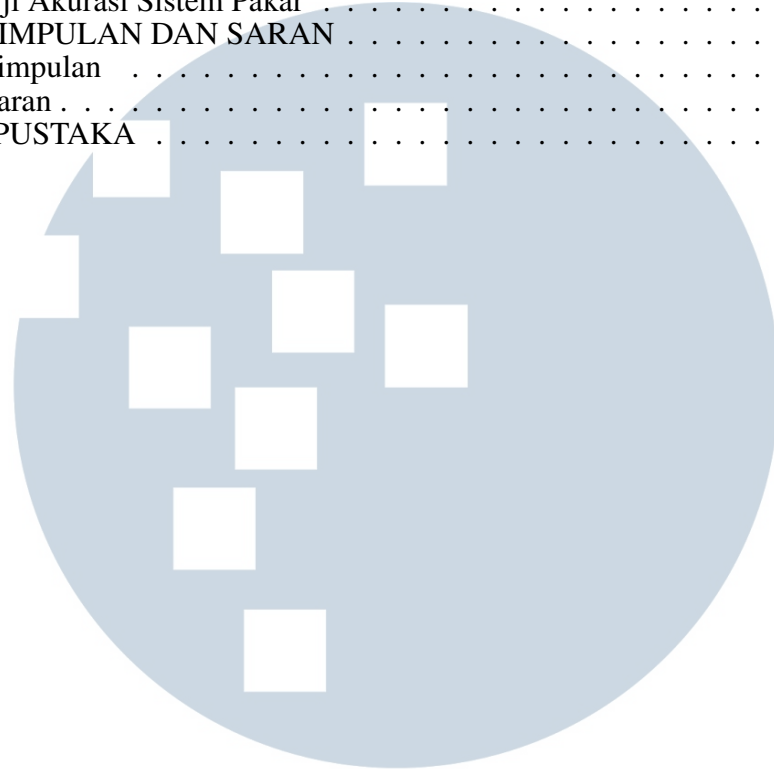 ji Akurasi Sistem Pakar . . . . . . . . . . . . . . . . . . .
IMPULAN DAN SARAN . . . . . . . . . . . . . . . . . .
impulan . . . . . . . . . . . . . . . . . . . . . . . . .
aran . . . . . . . . . . . . . . . . . . . . . . . . . . .
PUSTAKA . . . . . . . . . . . . . . . . . . . . . . . .